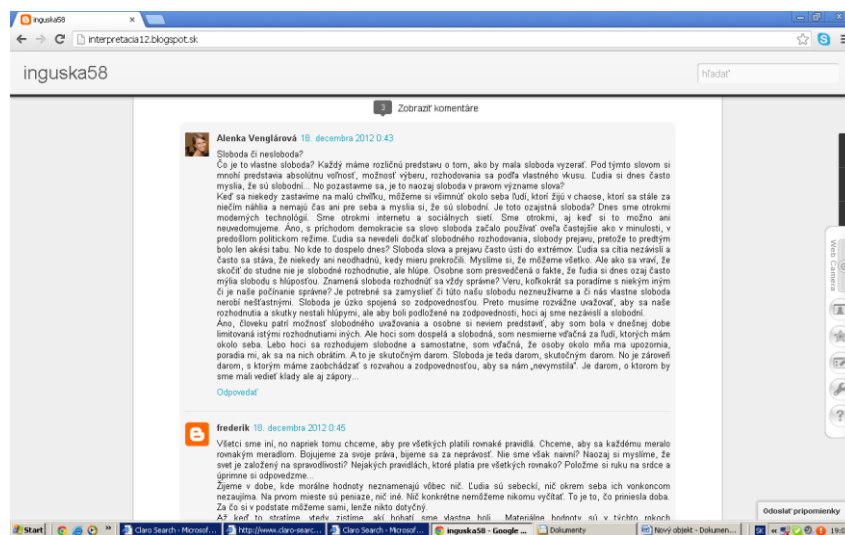 inguska58
interpretacia12.blogspot.sk
inguska58
hľadať
3 Zobraziť komentáre
Alenka Venglárová 18. decembra 2012 0:43
Sloboda či nesloboda?
Čo je to vlastne sloboda? Každý máme rozličnú predstavu o tom, ako by mala sloboda vyzerať. Pod týmto slovom si
mnohí predstavia absolútnu voľnosť, možnosť výberu, rozhodovania sa podľa vlastného vkusu. Ľudia si dnes často
myslia, že sú slobodní... No pozastavme sa, je to naozaj sloboda v pravom význame slova?
Keď sa niekedy zastavíme na malú chvíľku, môžeme si všimnúť okolo seba ľudí, ktorí žijú v chaose, ktorí sa stále za
niečím náhlia a nemajú čas ani pre seba a myslia si, že sú slobodní. Je toto ozajstná sloboda? Dnes sme otrokmi
moderných technológií. Sme otrokmi internetu a sociálnych sietí. Sme otrokmi, aj keď si to možno ani
neuvedomujeme. Áno, s príchodom demokracie sa slovo sloboda začalo používať oveľa častejšie ako v minulosti, v
predošlom politickom režime. Ľudia sa nevedeli dočkať slobodného rozhodovania, slobody prejavu, pretože to predtým
bolo len akési tabu. No kde to dospelo dnes? Sloboda slova a prejavu často ústi do extrémov. Ľudia sa cítia nezávislí a
často sa stáva, že niekedy ani neodhadnú, kedy mieru prekročili. Myslíme si, že môžeme všetko. Ale ako sa vraví, že
skočiť do studne nie je slobodné rozhodnutie, ale hlúpe. Osobne som presvedčená o fakte, že ľudia si dnes ozaj často
mýlia slobodu s hlúposťou. Znamená sloboda rozhodnúť sa vždy správne? Veru, koľkokrát sa poradíme s niekým iným
či je naše počínanie správne? Je potrebné sa zamyslieť či túto našu slobodu nezneužívame a či nás vlastne sloboda
nerobí nešťastnými. Sloboda je úzko spojená so zodpovednosťou. Preto musíme rozvážne uvažovať, aby sa naše
rozhodnutia a skutky nestali hlúpymi, ale aby boli podložené na zodpovednosti, hoci aj sme nezávislí a slobodní.
Áno, človeku patrí možnosť slobodného uvažovania a osobne si neviem predstaviť, aby som bola v dnešnej dobe
limitovaná istými rozhodnutiami iných. Ale hoci som dospelá a slobodná, som nesmierne vďačná za ľudí, ktorých mám
okolo seba. Lebo hoci sa rozhodujem slobodne a samostatne, som vďačná, že osoby okolo mňa ma upozornia,
poradia mi, ak sa na nich obrátim. A to je skutočným darom. Sloboda je teda darom, skutočným darom. No je zároveň
darom, s ktorým máme zaobchádzať s rozvahou a zodpovednosťou, aby sa nám „nevymstila". Je darom, o ktorom by
sme mali vedieť klady ale aj zápory...
Odpovedať
frederik 18. decembra 2012 0:45
Všetci sme iní, no napriek tomu chceme, aby pre všetkých platili rovnaké pravidlá. Chceme, aby sa každému meralo
rovnakým meradlom. Bojujeme za svoje práva, bijeme sa za neprávosť. Nie sme však naivní? Naozaj si myslíme, že
svet je založený na spravodlivosti? Nejakých pravidlách, ktoré platia pre všetkých rovnako? Položme si ruku na srdce a
úprimne si odpovedzme...
Žijeme v dobe, kde morálne hodnoty neznamenajú vôbec nič. Ľudia sú sebeckí, nič okrem seba ich vonkoncom
nezaujíma. Na prvom mieste sú peniaze, nič iné. Nič konkrétne nemôžeme nikomu vyčítať. To je to, čo priniesla doba.
Za čo si v podstate môžeme sami, lenže nikto dotyčný.
Až keď to stratíme vtedy zistíme, akí bohatí sme vlastne boli. Materiálne hodnoty sú v týchto rokoch
Web Camera
Odoslať pripomienky
Start
Claro Search - Microsof...
http://www.claro-searc...
Claro Search - Microsof...
inguska58 - Google ...
Dokumenty
Nový objekt - Dokumen...
SK
19:0